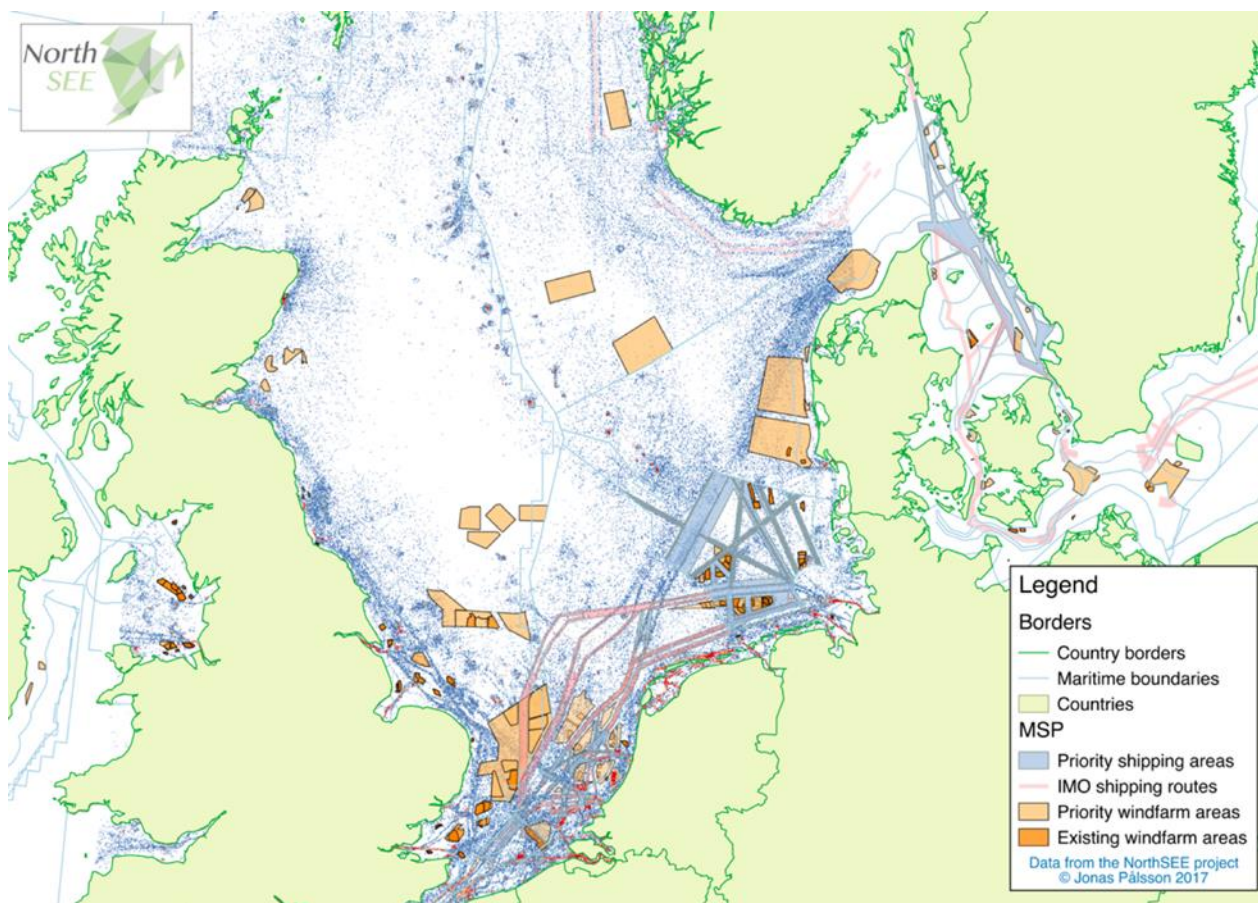 North
SEE
Legend
Borders
Country borders
Maritime boundaries
Countries
MSP
Priority shipping areas
IMO shipping routes
Priority windfarm areas
Existing windfarm areas
Data from the NorthSEE project
© Jonas Pålsson 2017